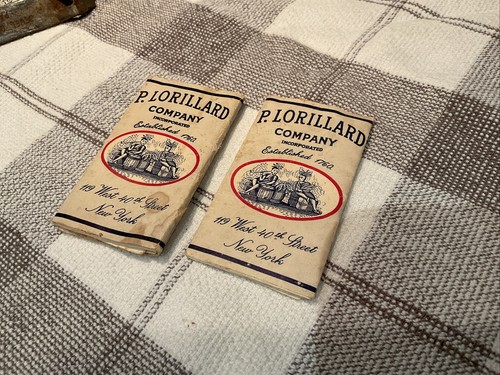 P. LORILLARD
COMPANY
INCORPORATED
Established 1760.
119 West 40th Street
New York
P. LORILLARD
COMPANY
INCORPORATED
Established 1760.
119 West 40th Street
New York